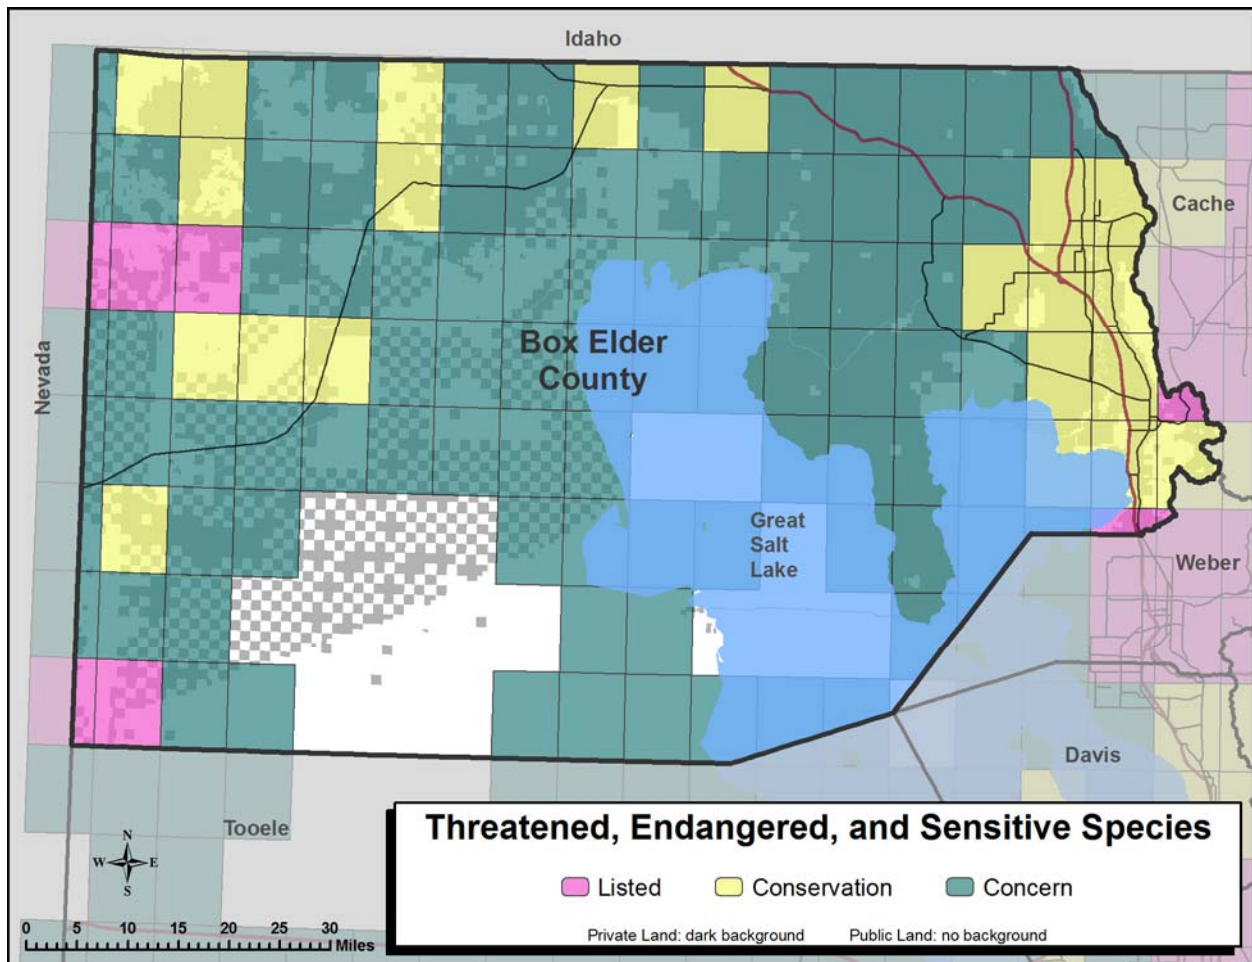 Idaho
Cache
Nevada
Box Elder
County
Great
Salt
Lake
Weber
Davis
Tooele
N
W E
S
0 5 10 15 20 25 30
Miles
Threatened, Endangered, and Sensitive Species
Listed Conservation Concern
Private Land: dark background Public Land: no background